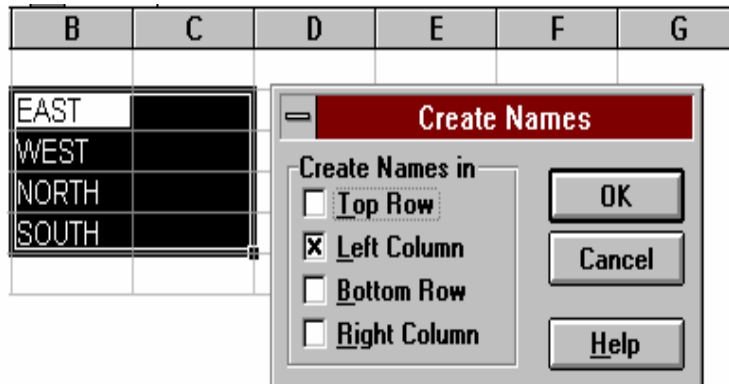 B C D E F G
EAST
WEST
NORTH
SOUTH
Create Names
Create Names in
Top Row
Left Column
Bottom Row
Right Column
OK
Cancel
Help